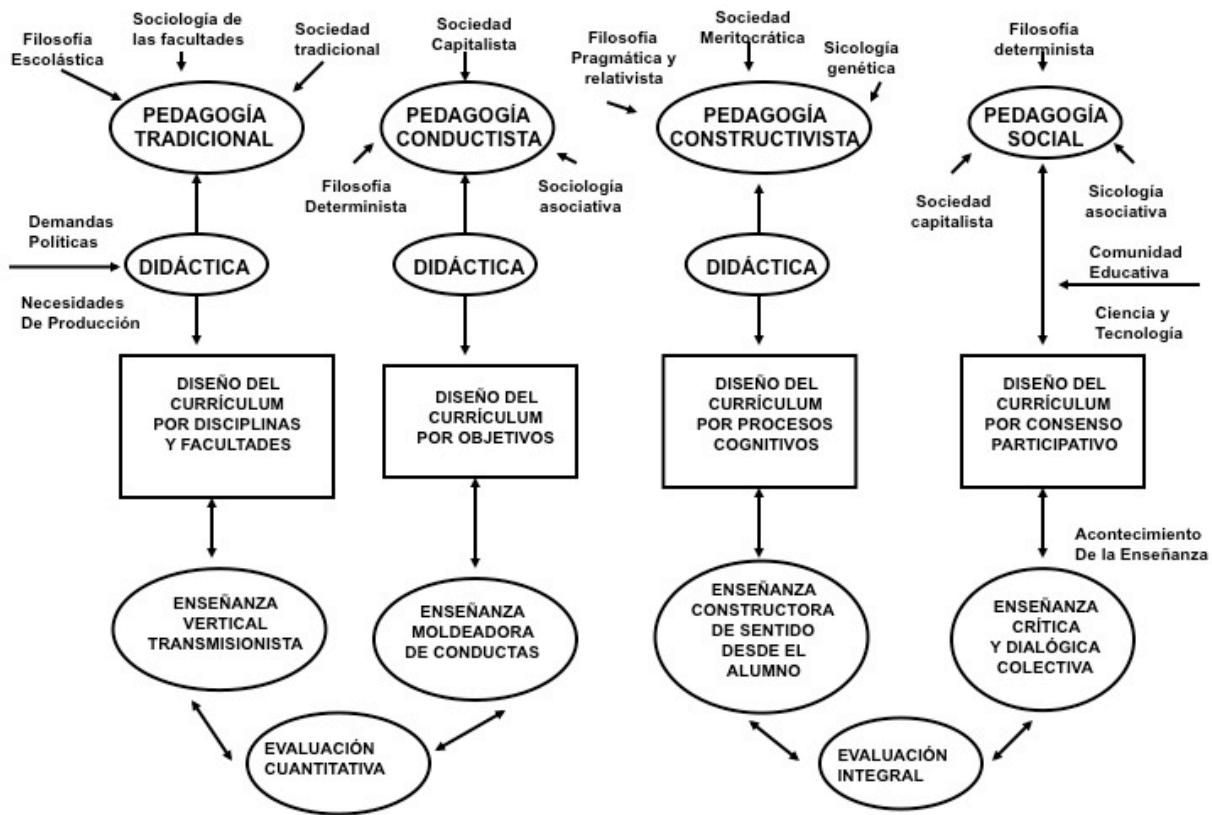 Sociología de
las facultades
Filosofía
Escolástica
Sociedad
tradicional
PEDAGOGÍA
TRADICIONAL
Sociedad
Capitalista
PEDAGOGÍA
CONDUCTISTA
Filosofía
Determinista
Sociología
asociativa
Filosofía
Pragmática y
relativista
Sociedad
Meritocrática
Sicología
genética
PEDAGOGÍA
CONSTRUCTIVISTA
Filosofía
determinista
PEDAGOGÍA
SOCIAL
Sociedad
capitalista
Sicología
asociativa
Demandas
Políticas
DIDÁCTICA
Necesidades
De Producción
DIDÁCTICA
DIDÁCTICA
Comunidad
Educativa
Ciencia y
Tecnología
DISEÑO DEL
CURRÍCULUM
POR DISCIPLINAS
Y FACULTADES
DISEÑO DEL
CURRÍCULUM
POR OBJETIVOS
DISEÑO DEL
CURRÍCULUM
POR PROCESOS
COGNITIVOS
DISEÑO DEL
CURRÍCULUM
POR CONSENSO
PARTICIPATIVO
Acontecimiento
De la Enseñanza
ENSEÑANZA
VERTICAL
TRANSMISIONISTA
ENSEÑANZA
MOLDEADORA
DE CONDUCTAS
ENSEÑANZA
CONSTRUCTORA
DE SENTIDO
DESDE EL
ALUMNO
ENSEÑANZA
CRÍTICA
Y DIALÓGICA
COLECTIVA
EVALUACIÓN
CUANTITATIVA
EVALUACIÓN
INTEGRAL